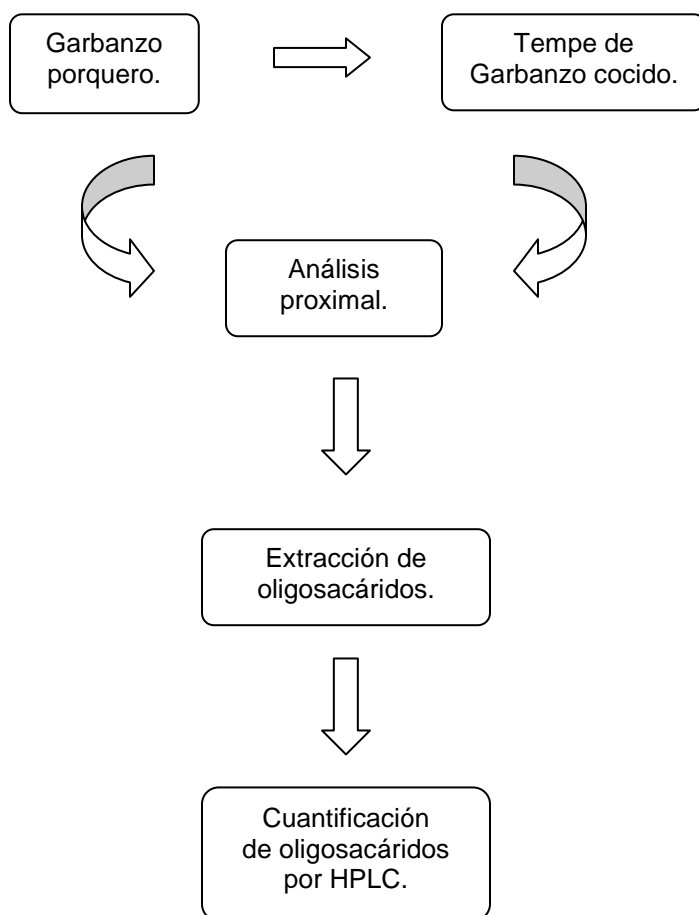 Garbanzo
porquero.
Tempe de
Garbanzo cocido.
Análisis
proximal.
Extracción de
oligosacáridos.
Cuantificación
de oligosacáridos
por HPLC.